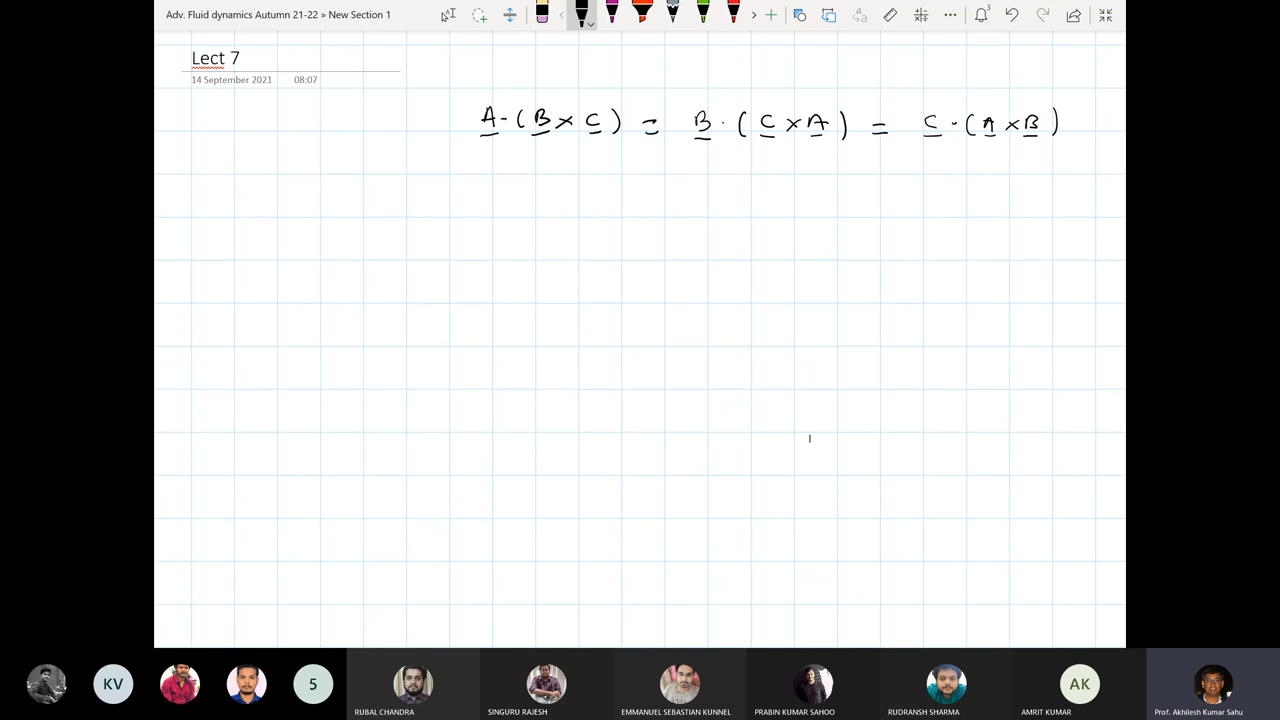 Adv. Fluid dynamics Autumn 21-22 » New Section 1
Lect 7
14 September 2021 08:07
A · ( B × C ) = B · ( C × A ) = C · ( A × B )
KV
5
AK
3
RUBAL CHANDRA
SINGURU RAJESH
EMMANUEL SEBASTIAN KUNNEL
PRABIN KUMAR SAHOO
RUDRANSH SHARMA
AMRIT KUMAR
Prof. Akhilesh Kumar Sahu